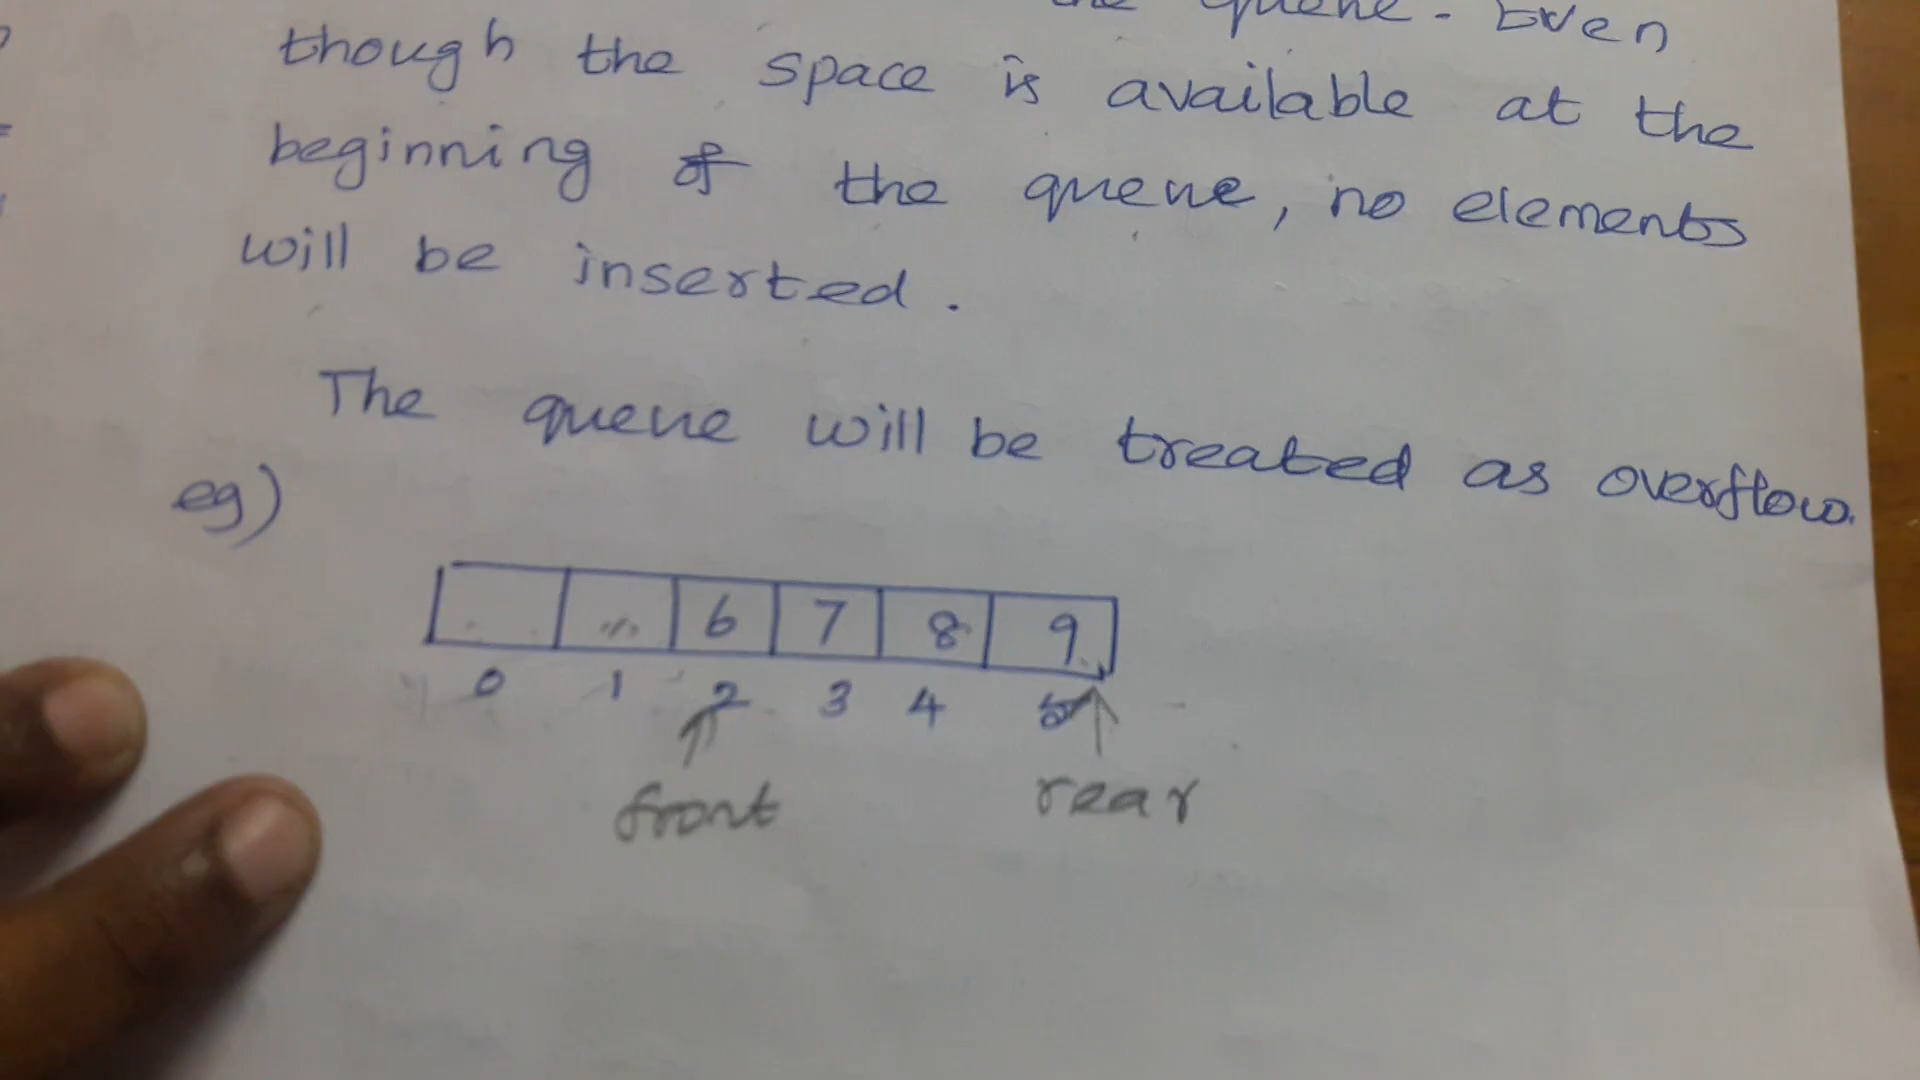 the queue. Even
though the space is available at the
beginning of the queue, no elements
will be inserted.
The queue will be treated as overflow.
eg)
6 7 8 9
0 1 2 3 4 5
front rear